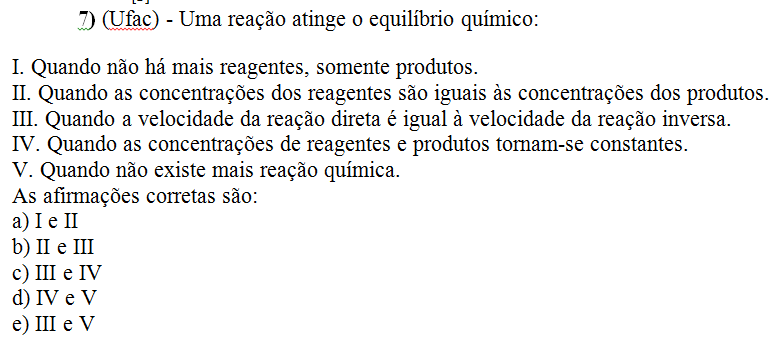 7) (Ufac) - Uma reação atinge o equilíbrio químico:
I. Quando não há mais reagentes, somente produtos.
II. Quando as concentrações dos reagentes são iguais às concentrações dos produtos.
III. Quando a velocidade da reação direta é igual à velocidade da reação inversa.
IV. Quando as concentrações de reagentes e produtos tornam-se constantes.
V. Quando não existe mais reação química.
As afirmações corretas são:
a) I e II
b) II e III
c) III e IV
d) IV e V
e) III e V